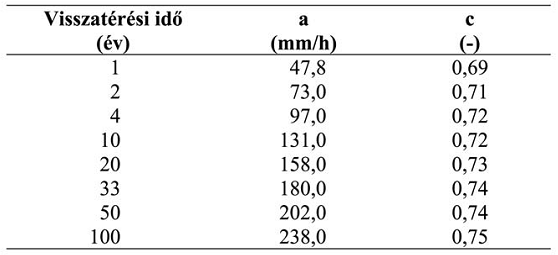 Visszatérési idő a c
(év) (mm/h) (-)
1 47,8 0,69
2 73,0 0,71
4 97,0 0,72
10 131,0 0,72
20 158,0 0,73
33 180,0 0,74
50 202,0 0,74
100 238,0 0,75